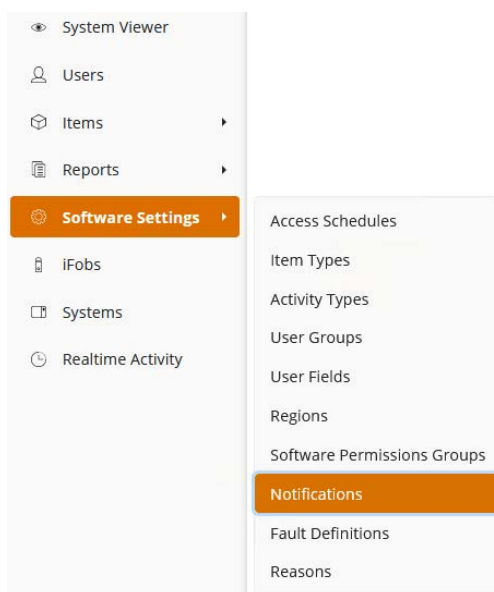 System Viewer
Users
Items
Reports
Software Settings
iFobs
Systems
Realtime Activity
Access Schedules
Item Types
Activity Types
User Groups
User Fields
Regions
Software Permissions Groups
Notifications
Fault Definitions
Reasons